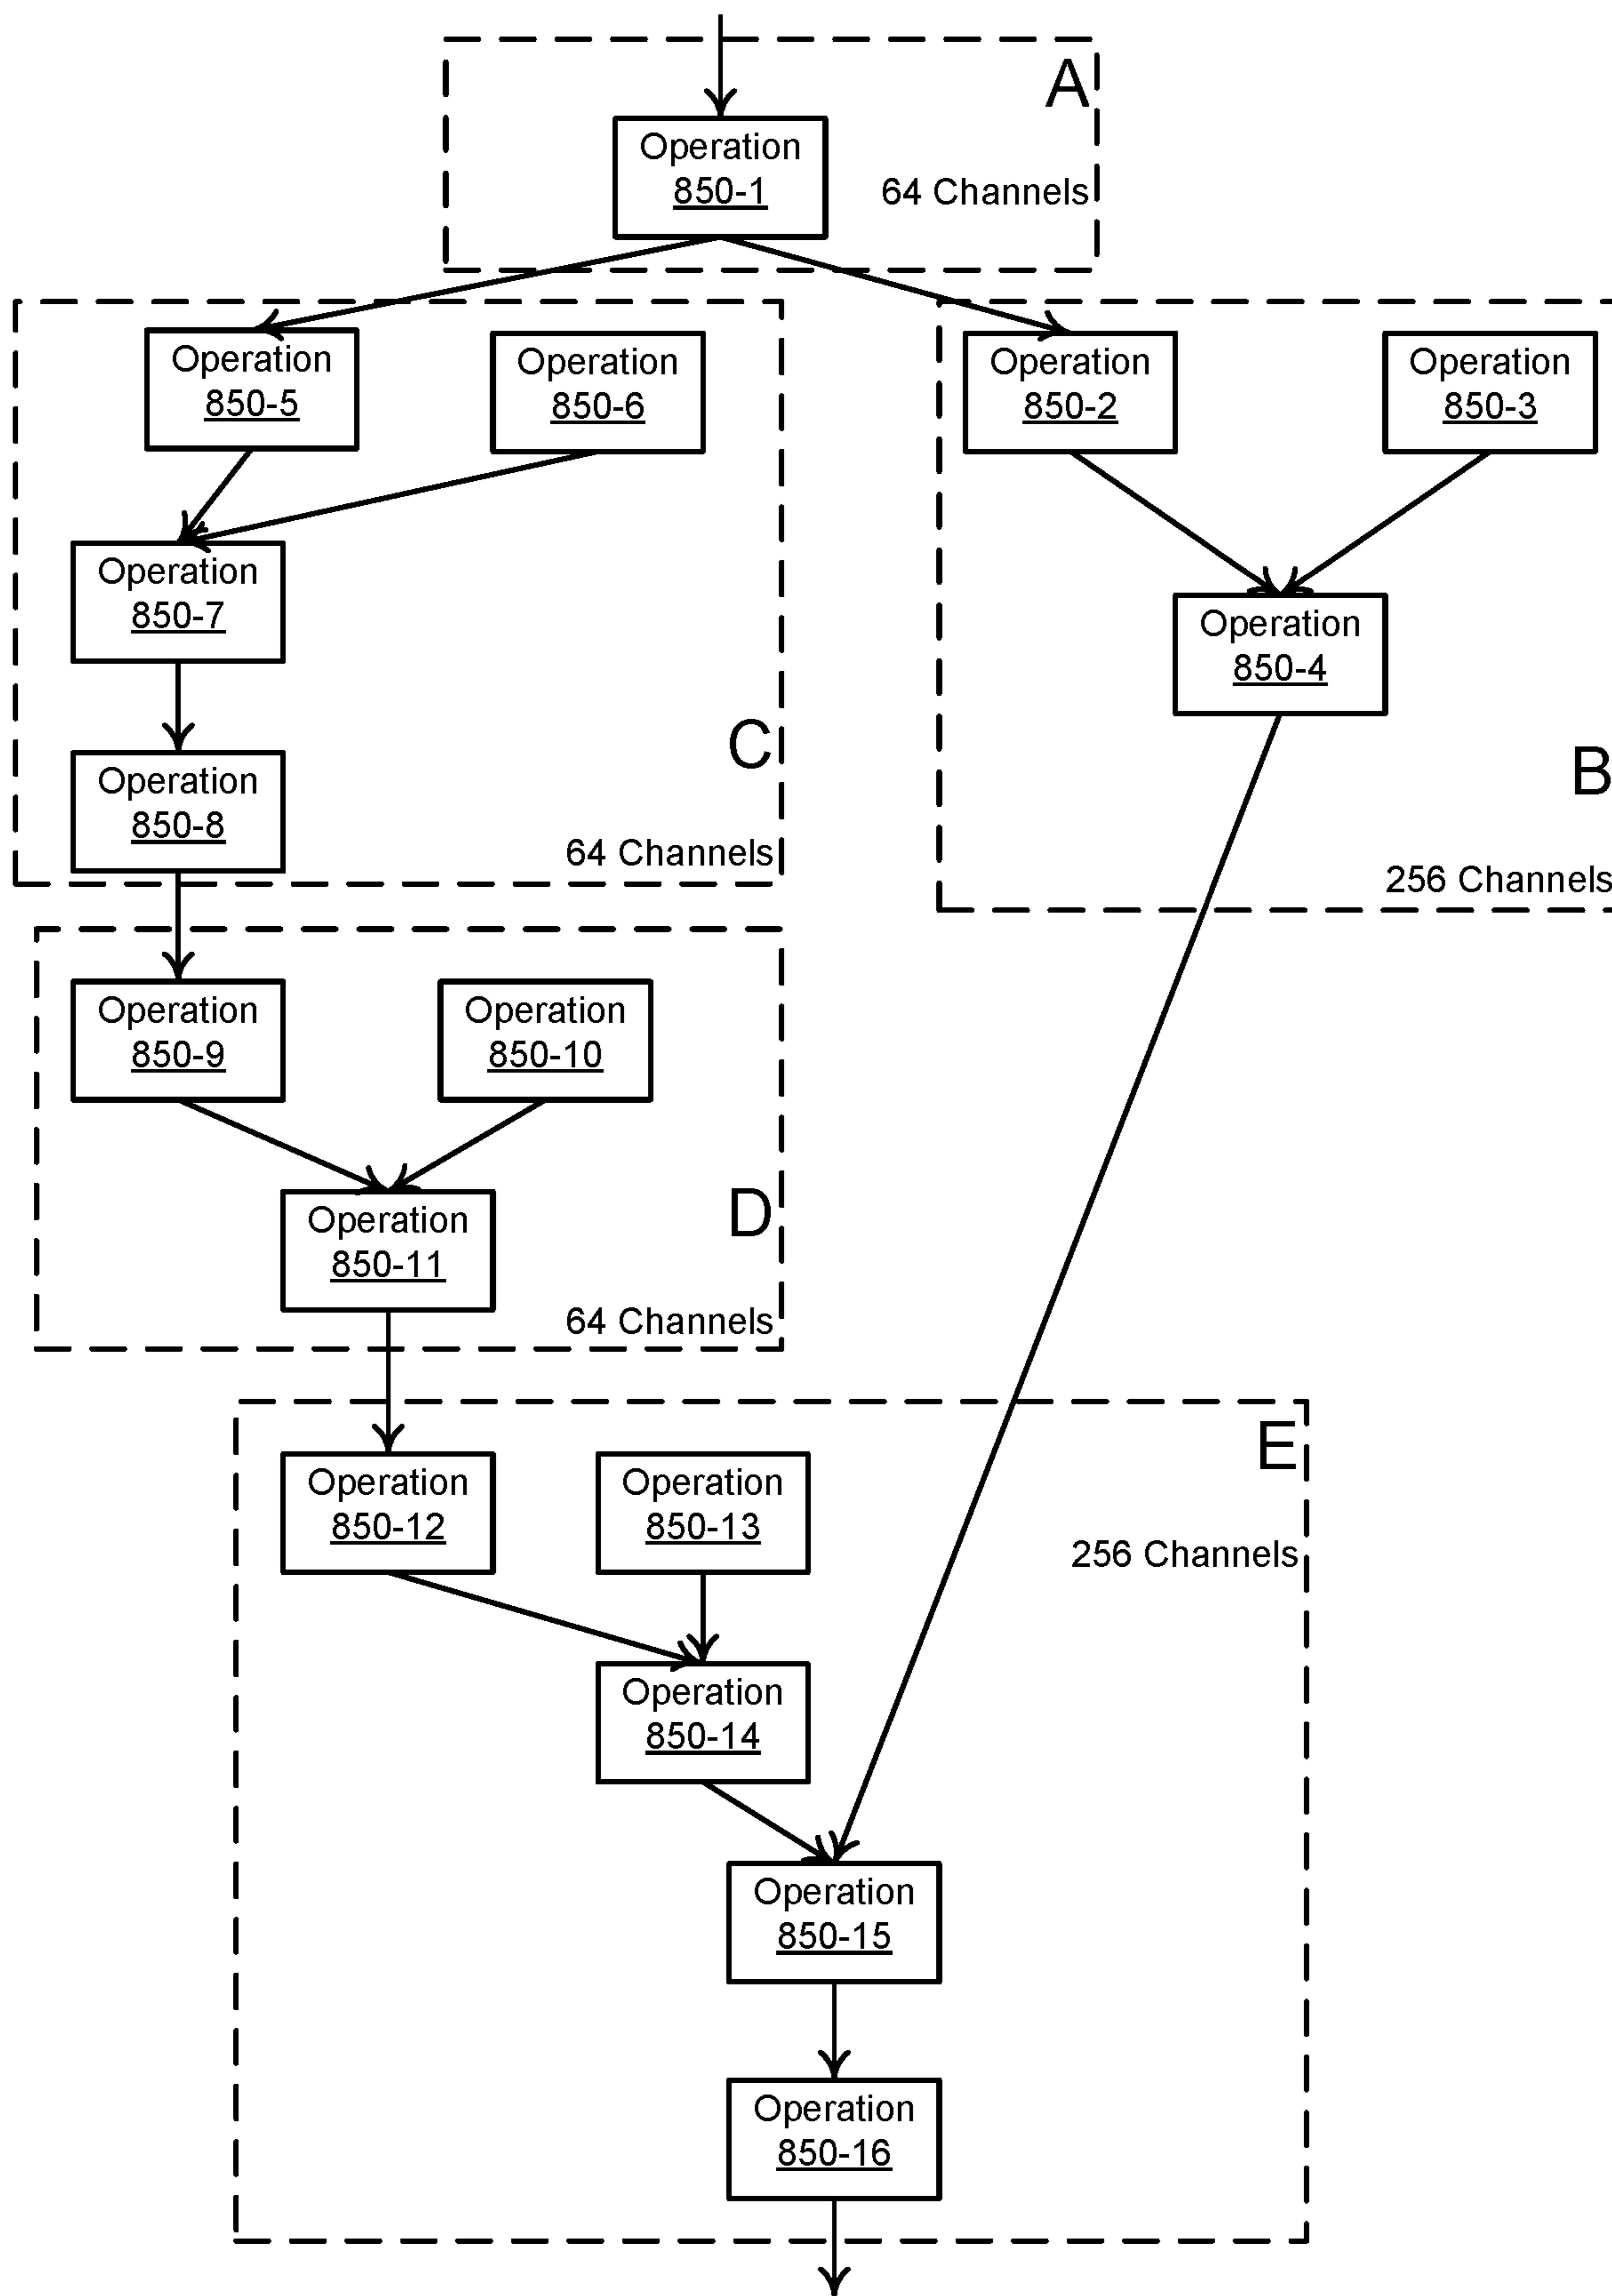 A
Operation
850-1
64 Channels
Operation
850-5
Operation
850-6
Operation
850-7
Operation
850-8
C
64 Channels
Operation
850-2
Operation
850-3
Operation
850-4
B
256 Channels
Operation
850-9
Operation
850-10
Operation
850-11
D
64 Channels
E
Operation
850-12
Operation
850-13
256 Channels
Operation
850-14
Operation
850-15
Operation
850-16